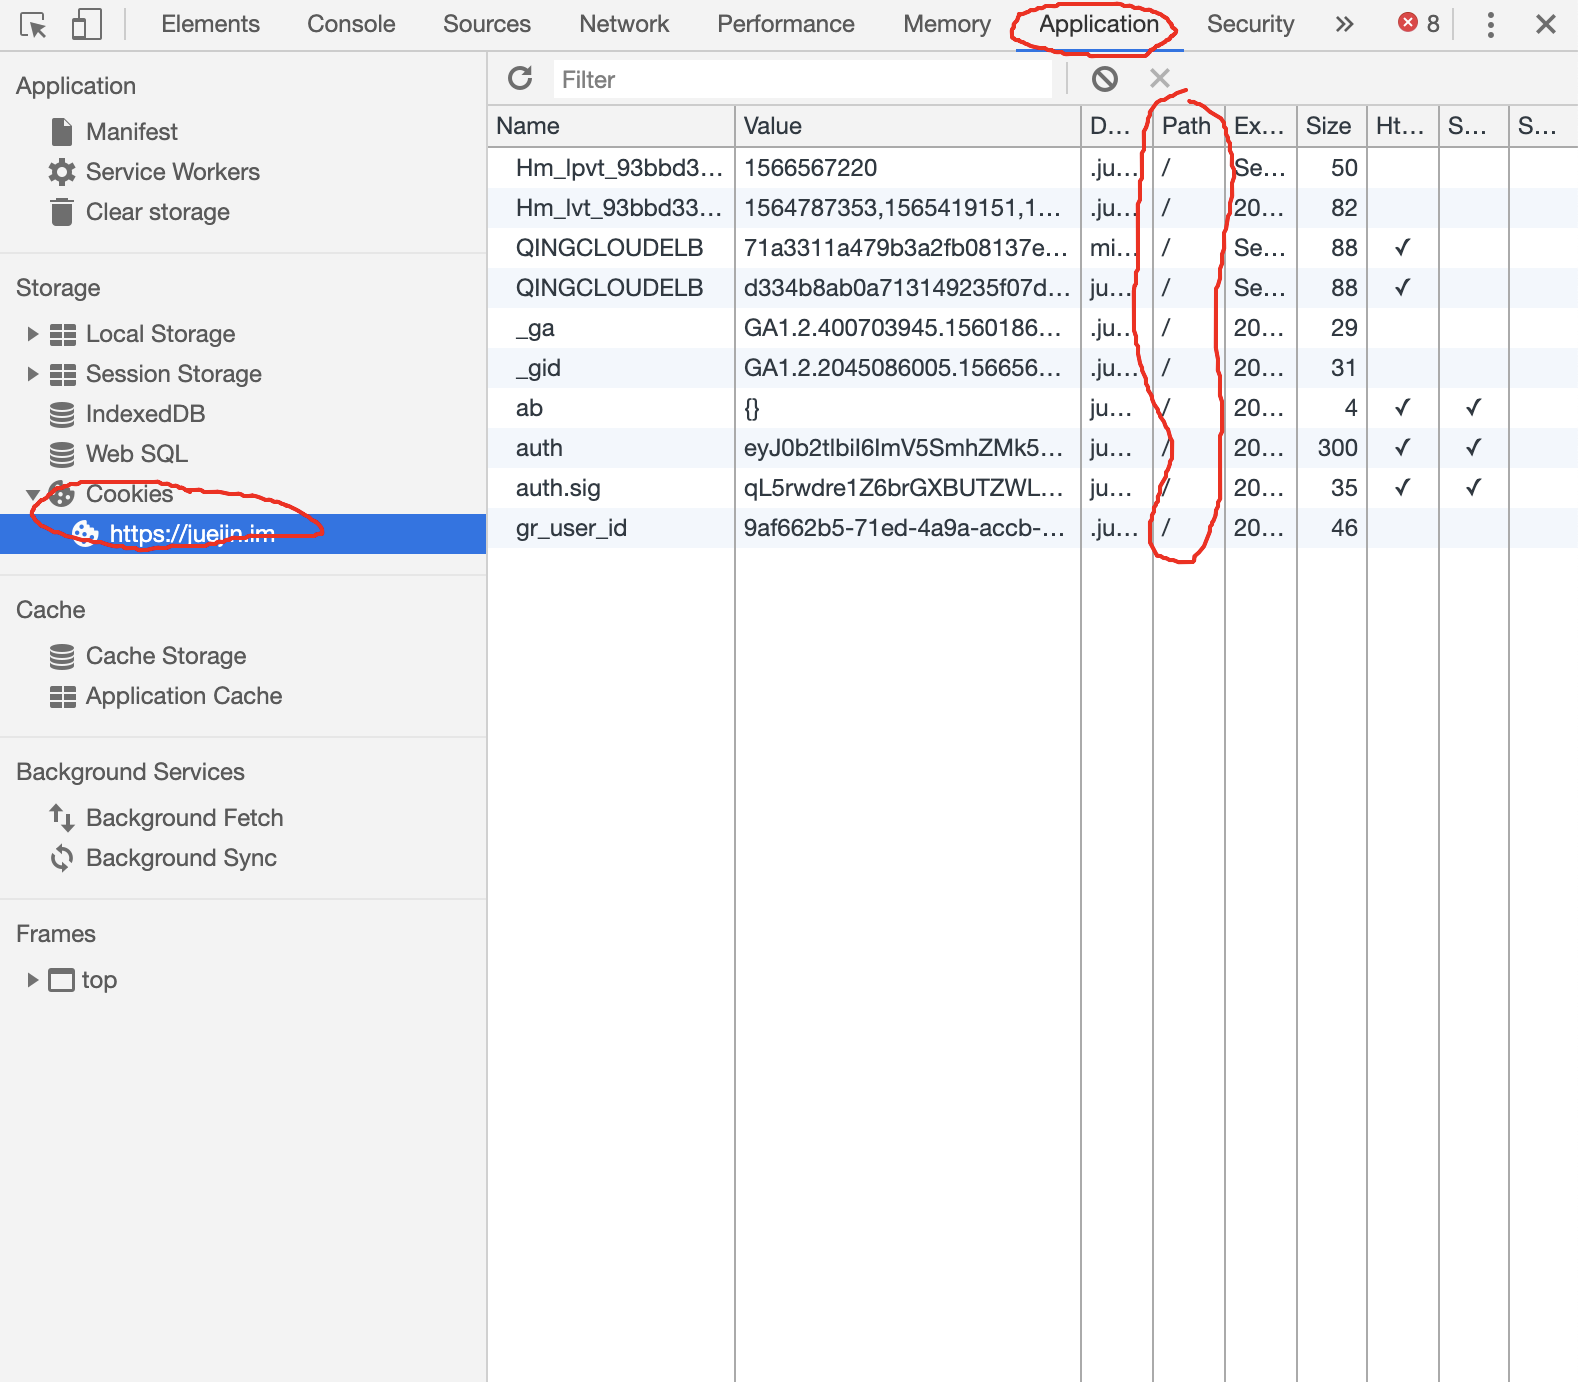 Elements Console Sources Network Performance Memory Application Security » 8
Application
Manifest
Service Workers
Clear storage
Storage
Local Storage
Session Storage
IndexedDB
Web SQL
Cookies
https://juejin.im
Cache
Cache Storage
Application Cache
Background Services
Background Fetch
Background Sync
Frames
top
Filter
Name Value D... Path Ex... Size Ht... S... S...
Hm_lpvt_93bbd3... 1566567220 .ju... / Se... 50
Hm_lvt_93bbd33... 1564787353,1565419151,1... .ju... / 20... 82
QINGCLOUDELB 71a3311a479b3a2fb08137e... mi... / Se... 88 ✓
QINGCLOUDELB d334b8ab0a713149235f07d... ju... / Se... 88 ✓
_ga GA1.2.400703945.1560186... .ju... / 20... 29
_gid GA1.2.2045086005.156656... .ju... / 20... 31
ab {} ju... / 20... 4 ✓ ✓
auth eyJ0b2tlbiI6ImV5SmhZMk5... ju... / 20... 300 ✓ ✓
auth.sig qL5rwdre1Z6brGXBUTZWL... ju... / 20... 35 ✓ ✓
gr_user_id 9af662b5-71ed-4a9a-accb-... .ju... / 20... 46